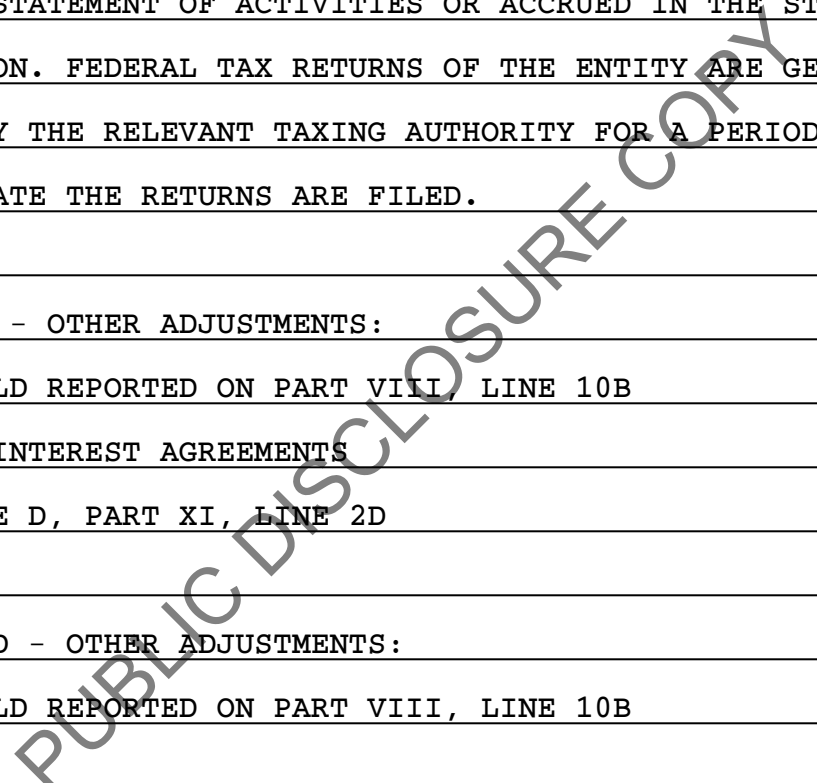 STATEMENT OF ACTIVITIES OR ACCRUED IN THE ST
ON. FEDERAL TAX RETURNS OF THE ENTITY ARE GE
Y THE RELEVANT TAXING AUTHORITY FOR A PERIOD
ATE THE RETURNS ARE FILED.
- OTHER ADJUSTMENTS:
LD REPORTED ON PART VIII, LINE 10B
INTEREST AGREEMENTS
E D, PART XI, LINE 2D
D - OTHER ADJUSTMENTS:
LD REPORTED ON PART VIII, LINE 10B
PUBLIC DISCLOSURE COPY